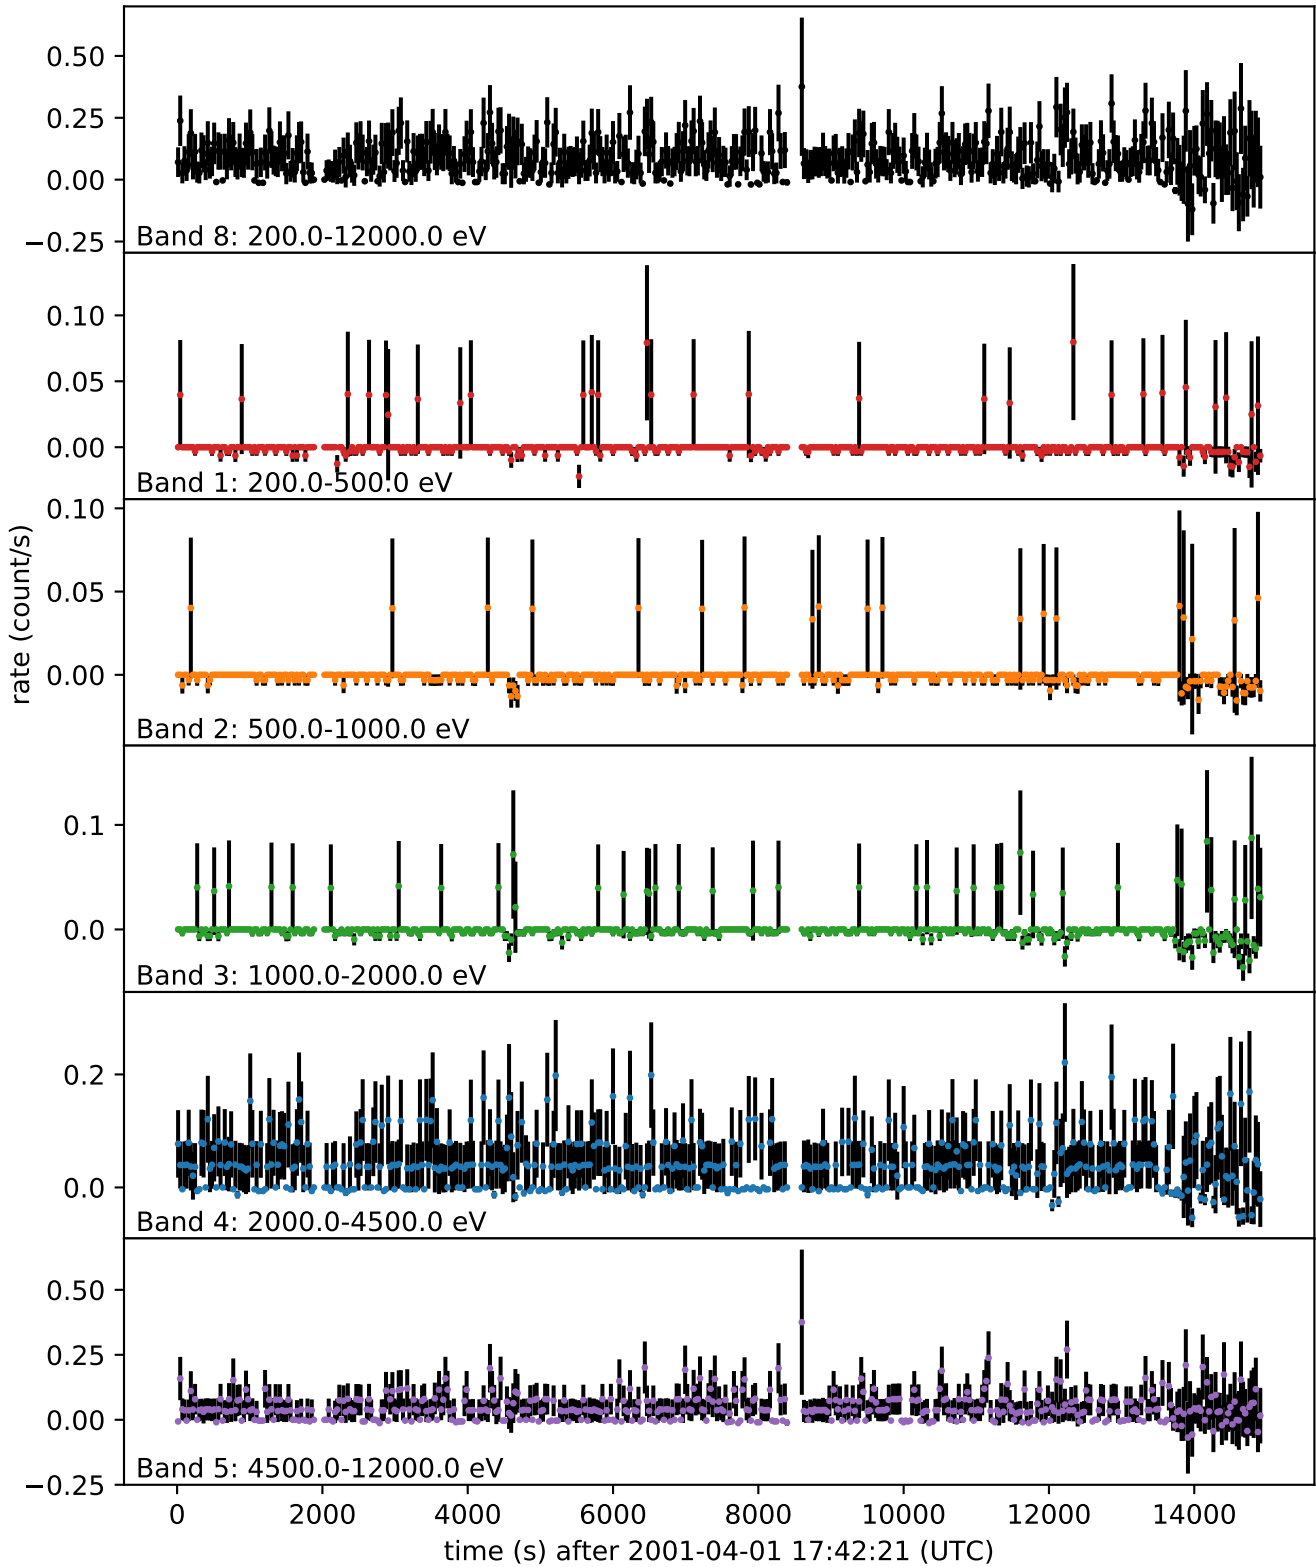 0.50
0.25
0.00
−0.25
Band 8: 200.0-12000.0 eV
0.10
0.05
0.00
Band 1: 200.0-500.0 eV
0.10
0.05
0.00
Band 2: 500.0-1000.0 eV
rate (count/s)
0.1
0.0
Band 3: 1000.0-2000.0 eV
0.2
0.0
Band 4: 2000.0-4500.0 eV
0.50
0.25
0.00
−0.25
Band 5: 4500.0-12000.0 eV
0 2000 4000 6000 8000 10000 12000 14000
time (s) after 2001-04-01 17:42:21 (UTC)